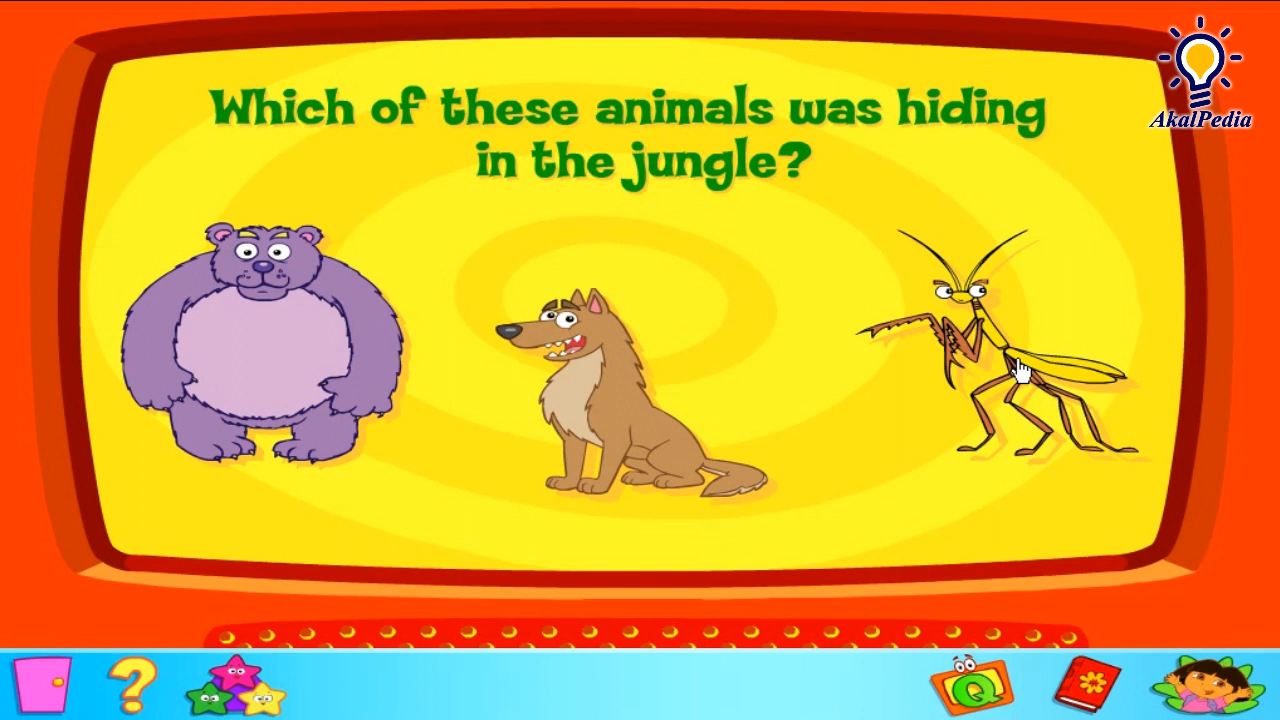 AkalPedia
Which of these animals was hiding
in the jungle?
?
Q